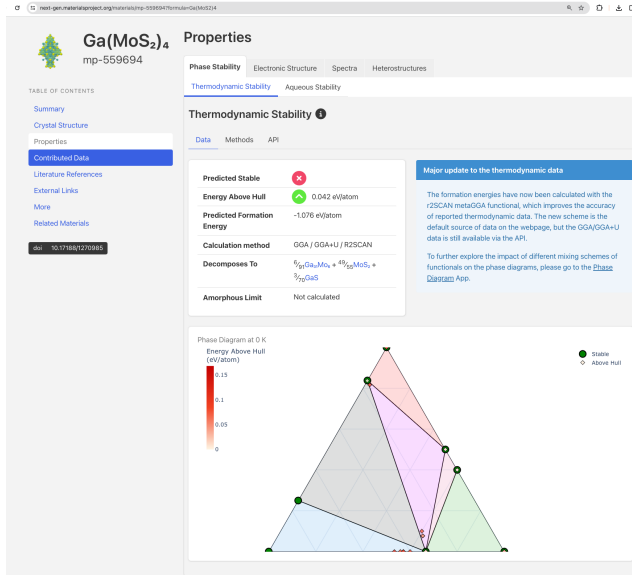 next-gen.materialsproject.org/materials/mp-559694?formula=Ga(MoS2)4
Ga(MoS₂)₄
mp-559694
TABLE OF CONTENTS
Summary
Crystal Structure
Properties
Contributed Data
Literature References
External Links
More
Related Materials
doi 10.17188/1270985
Properties
Phase Stability Electronic Structure Spectra Heterostructures
Thermodynamic Stability Aqueous Stability
Thermodynamic Stability
Data Methods API
Predicted Stable
Energy Above Hull 0.042 eV/atom
Predicted Formation -1.076 eV/atom
Energy
Calculation method GGA / GGA+U / R2SCAN
Decomposes To ⁶⁄₉₁Ga₃₁Mo₈ + ⁴⁹⁄₅₅MoS₂ +
³⁄₇₀GaS
Amorphous Limit Not calculated
Major update to the thermodynamic data
The formation energies have now been calculated with the
r2SCAN metaGGA functional, which improves the accuracy
of reported thermodynamic data. The new scheme is the
default source of data on the webpage, but the GGA/GGA+U
data is still available via the API.
To further explore the impact of different mixing schemes of
functionals on the phase diagrams, please go to the Phase
Diagram App.
Phase Diagram at 0 K
Energy Above Hull
(eV/atom)
0.15
0.1
0.05
0
Stable
Above Hull